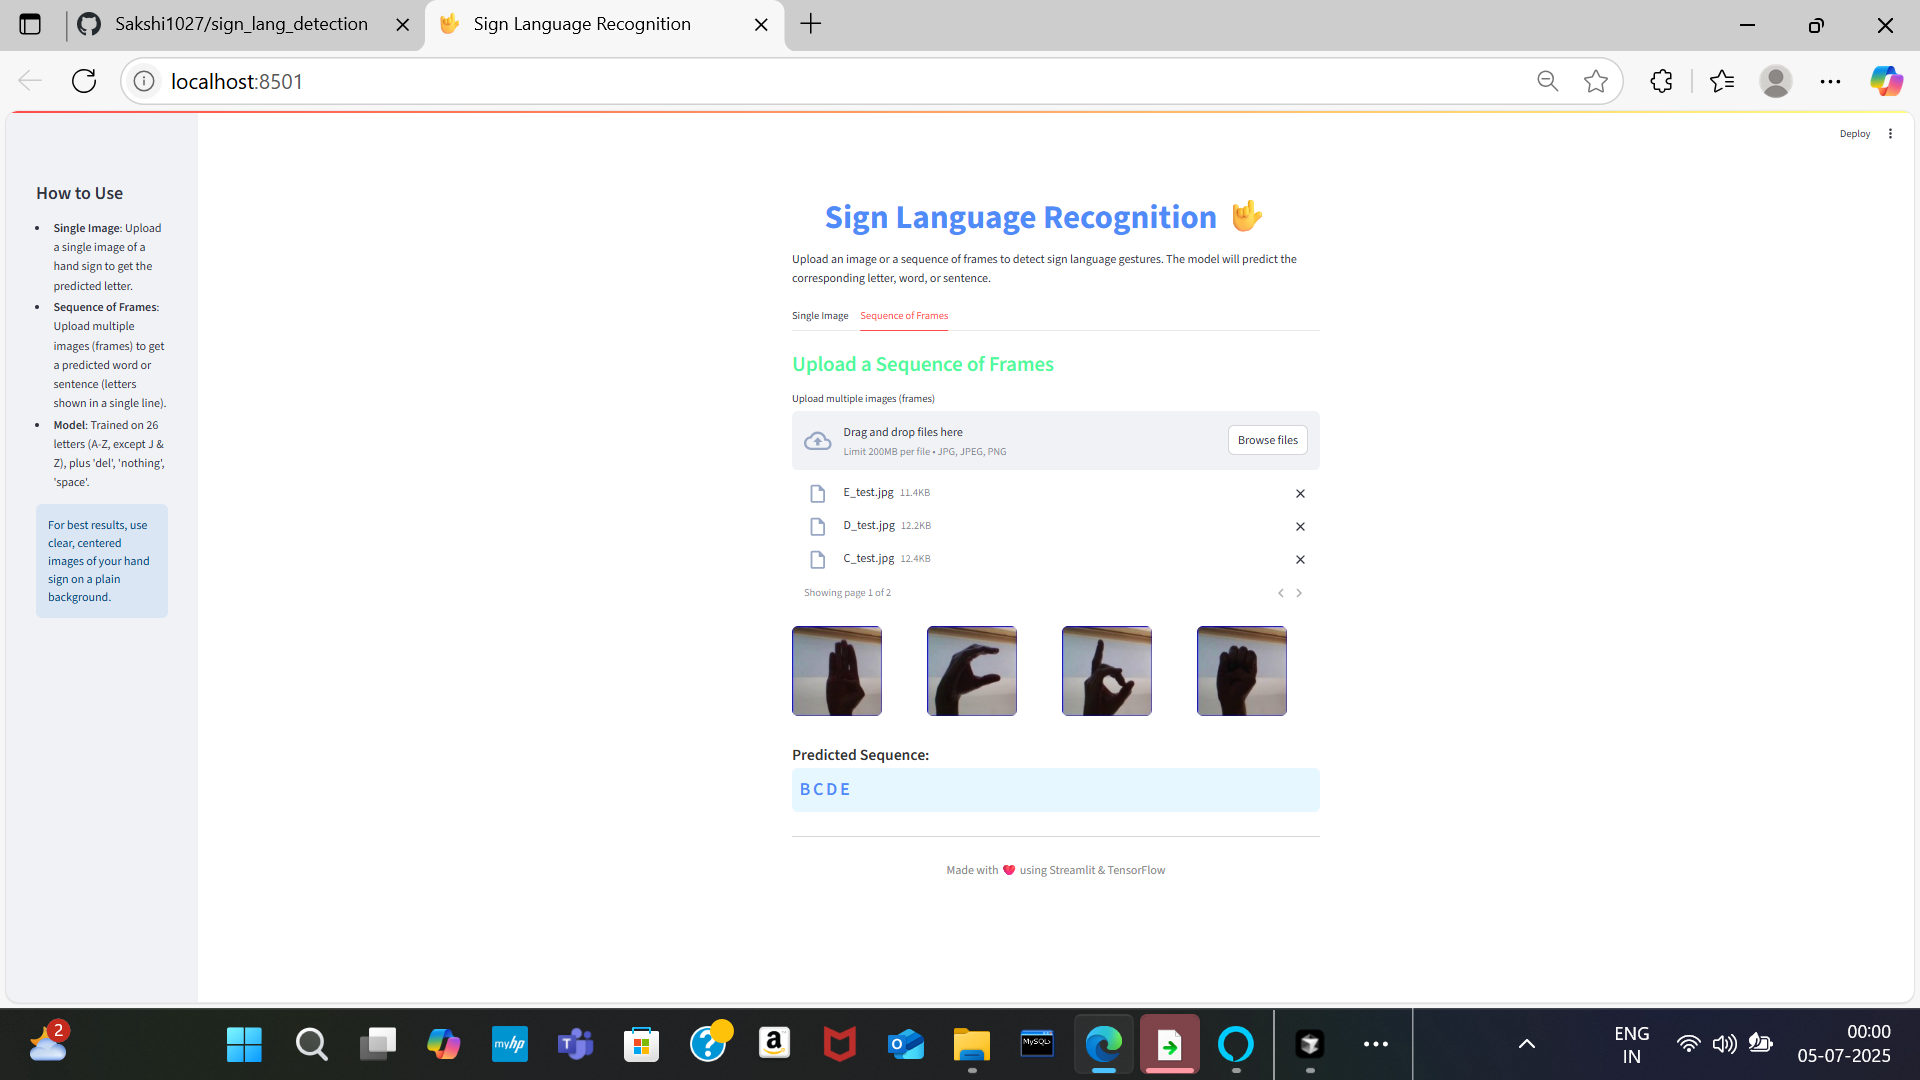 Sakshi1027/sign_lang_detection
Sign Language Recognition
localhost:8501
Deploy
How to Use
Single Image: Upload
a single image of a
hand sign to get the
predicted letter.
Sequence of Frames:
Upload multiple
images (frames) to get
a predicted word or
sentence (letters
shown in a single line).
Model: Trained on 26
letters (A-Z, except J &
Z), plus 'del', 'nothing',
'space'.
For best results, use
clear, centered
images of your hand
sign on a plain
background.
Sign Language Recognition
Upload an image or a sequence of frames to detect sign language gestures. The model will predict the
corresponding letter, word, or sentence.
Single Image Sequence of Frames
Upload a Sequence of Frames
Upload multiple images (frames)
Drag and drop files here
Limit 200MB per file • JPG, JPEG, PNG
Browse files
E_test.jpg 11.4KB
D_test.jpg 12.2KB
C_test.jpg 12.4KB
Showing page 1 of 2
Predicted Sequence:
B C D E
Made with ❤️ using Streamlit & TensorFlow
2
myhp
MySQL
ENG
IN
00:00
05-07-2025